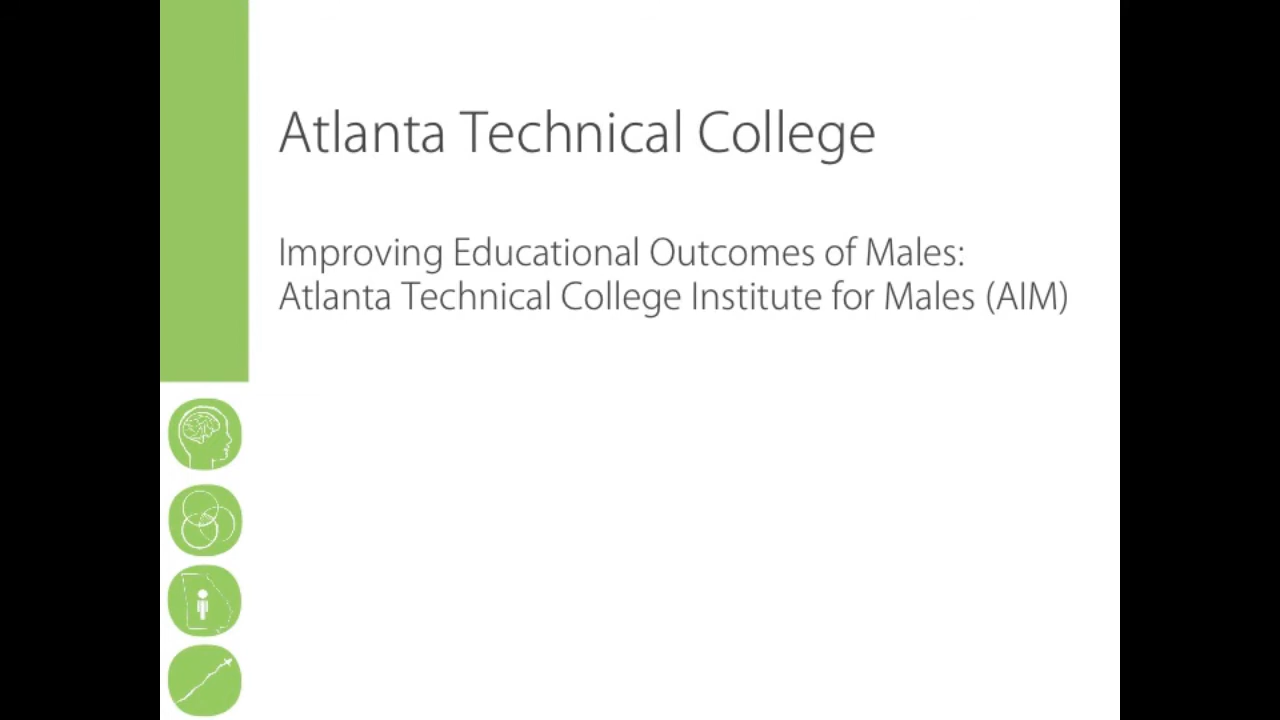 Atlanta Technical College
Improving Educational Outcomes of Males:
Atlanta Technical College Institute for Males (AIM)